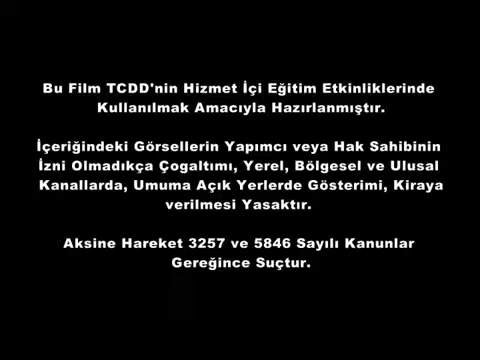 Bu Film TCDD'nin Hizmet İçi Eğitim Etkinliklerinde
Kullanılmak Amacıyla Hazırlanmıştır.
İçeriğindeki Görsellerin Yapımcı veya Hak Sahibinin
İzni Olmadıkça Çogaltımı, Yerel, Bölgesel ve Ulusal
Kanallarda, Umuma Açık Yerlerde Gösterimi, Kiraya
verilmesi Yasaktır.
Aksine Hareket 3257 ve 5846 Sayılı Kanunlar
Gereğince Suçtur.